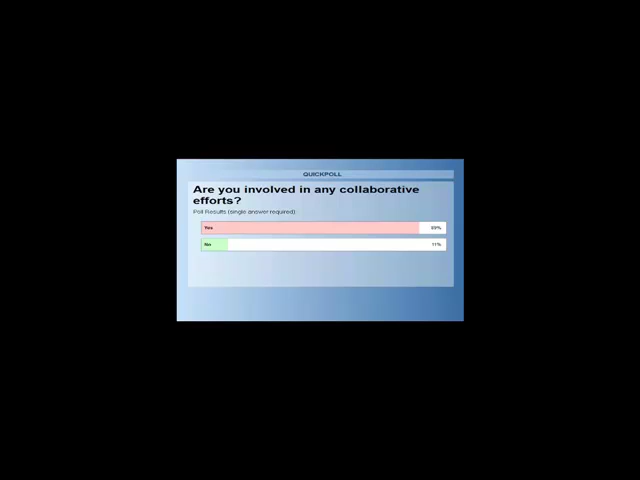 QUICKPOLL
Are you involved in any collaborative
efforts?
Poll Results (single answer required):
Yes 89%
No 11%